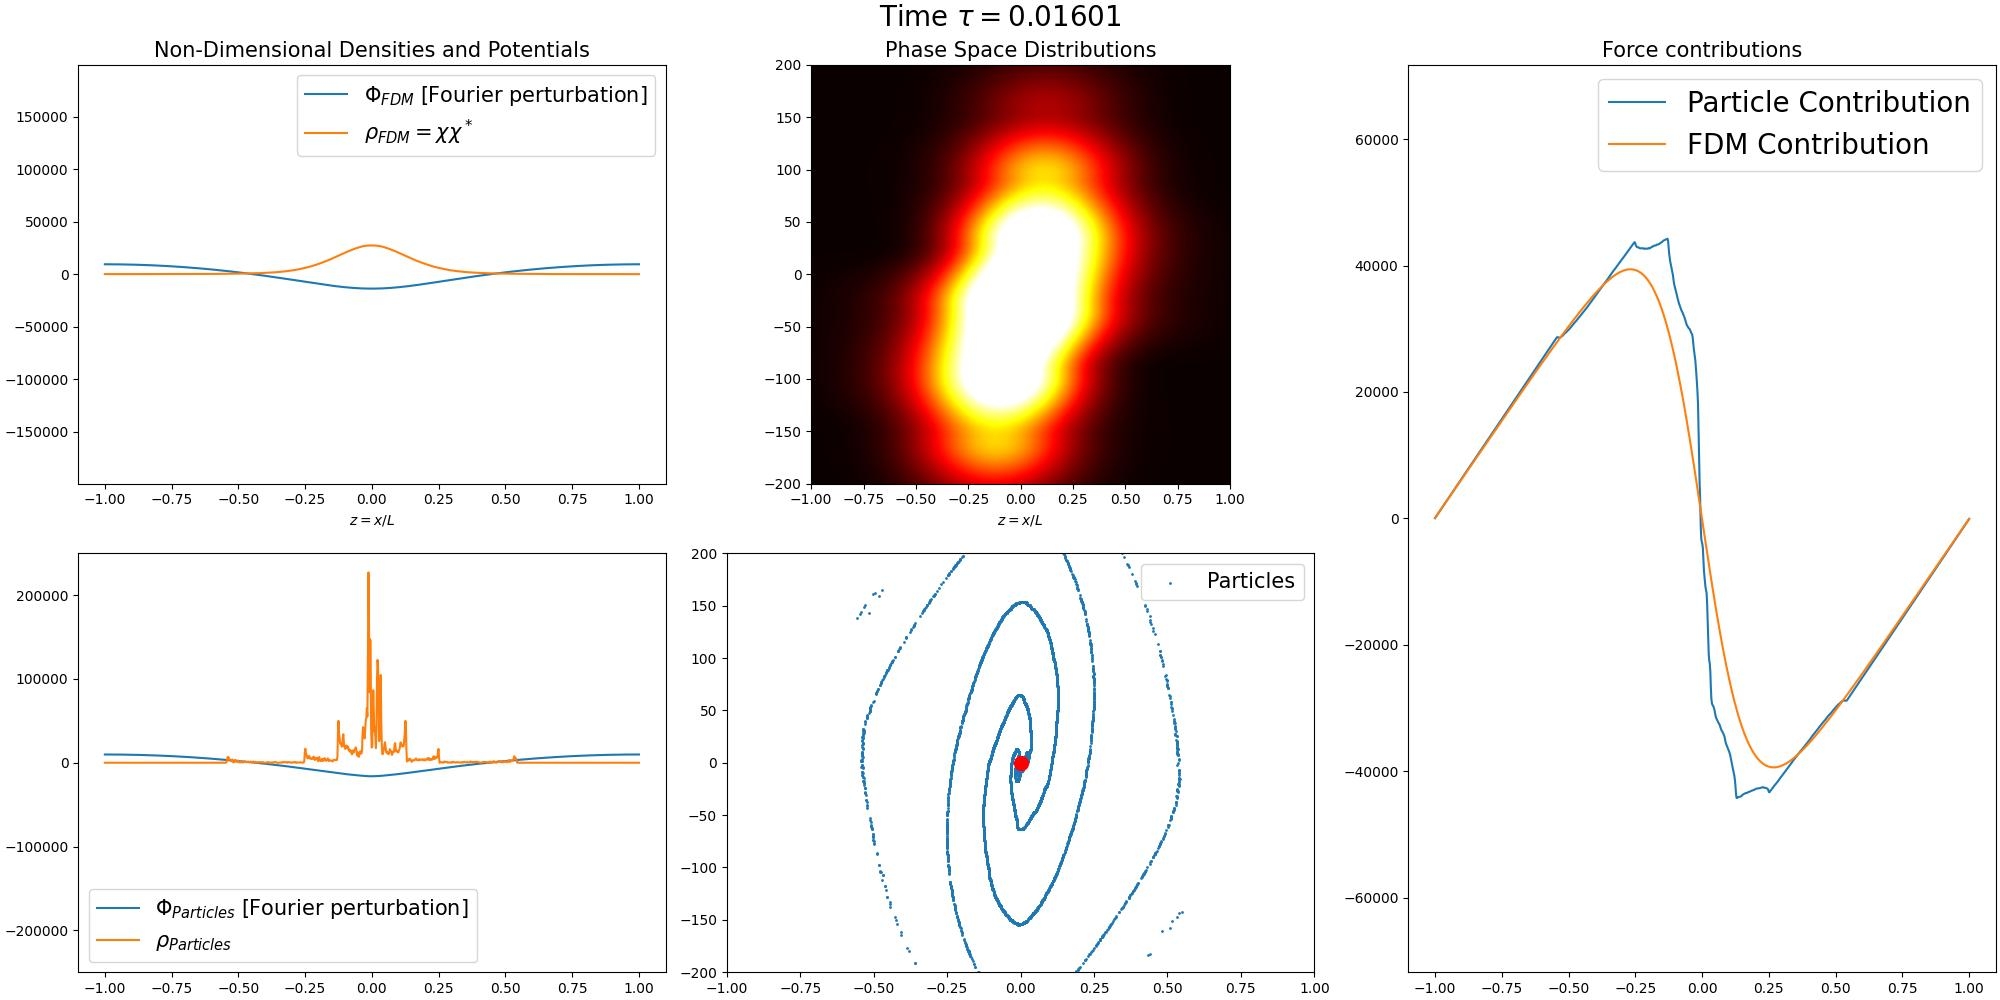 Time τ = 0.01601
Non-Dimensional Densities and Potentials
Φ_FDM [Fourier perturbation]
ρ_FDM = χχ*
150000
100000
50000
0
−50000
−100000
−150000
−1.00 −0.75 −0.50 −0.25 0.00 0.25 0.50 0.75 1.00
z = x/L
Phase Space Distributions
200
150
100
50
0
−50
−100
−150
−200
−1.00 −0.75 −0.50 −0.25 0.00 0.25 0.50 0.75 1.00
z = x/L
Force contributions
Particle Contribution
FDM Contribution
60000
40000
20000
0
−20000
−40000
−60000
−1.00 −0.75 −0.50 −0.25 0.00 0.25 0.50 0.75 1.00
200000
100000
0
−100000
−200000
Φ_Particles [Fourier perturbation]
ρ_Particles
−1.00 −0.75 −0.50 −0.25 0.00 0.25 0.50 0.75 1.00
Particles
200
150
100
50
0
−50
−100
−150
−200
−1.00 −0.75 −0.50 −0.25 0.00 0.25 0.50 0.75 1.00